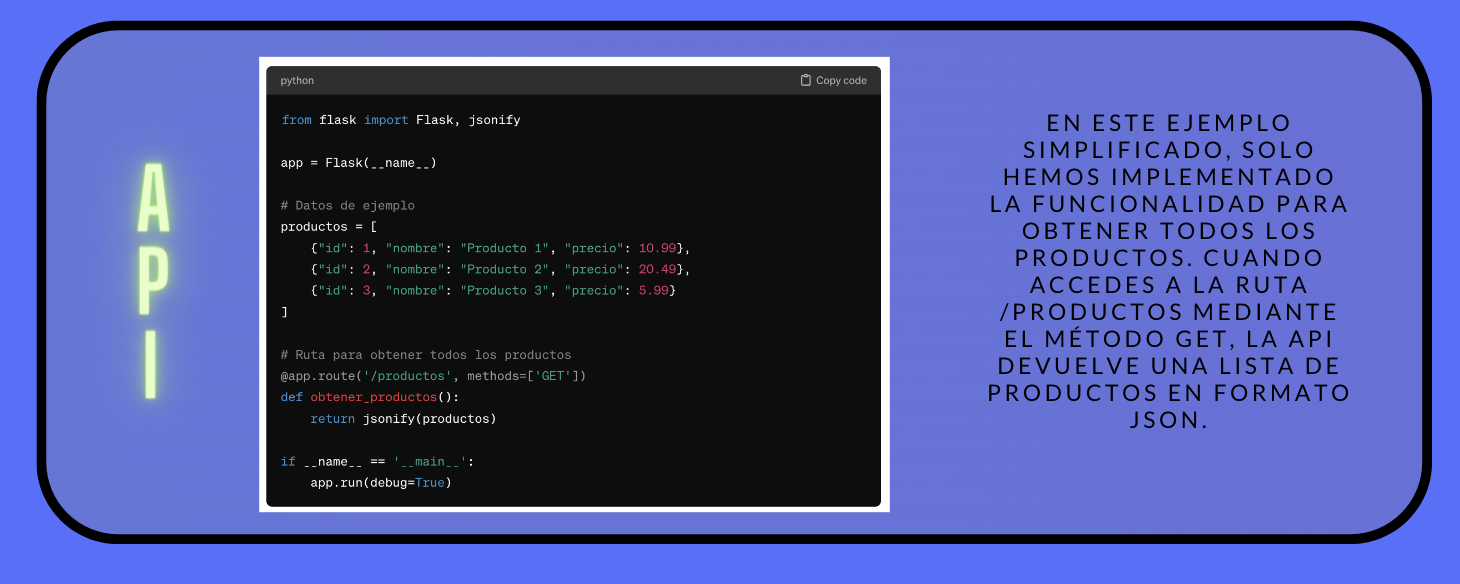 API
python
Copy code
from flask import Flask, jsonify
app = Flask(__name__)
# Datos de ejemplo
productos = [
    {"id": 1, "nombre": "Producto 1", "precio": 10.99},
    {"id": 2, "nombre": "Producto 2", "precio": 20.49},
    {"id": 3, "nombre": "Producto 3", "precio": 5.99}
]
# Ruta para obtener todos los productos
@app.route('/productos', methods=['GET'])
def obtener_productos():
    return jsonify(productos)
if __name__ == '__main__':
    app.run(debug=True)
EN ESTE EJEMPLO
SIMPLIFICADO, SOLO
HEMOS IMPLEMENTADO
LA FUNCIONALIDAD PARA
OBTENER TODOS LOS
PRODUCTOS. CUANDO
ACCEDES A LA RUTA
/PRODUCTOS MEDIANTE
EL MÉTODO GET, LA API
DEVUELVE UNA LISTA DE
PRODUCTOS EN FORMATO
JSON.